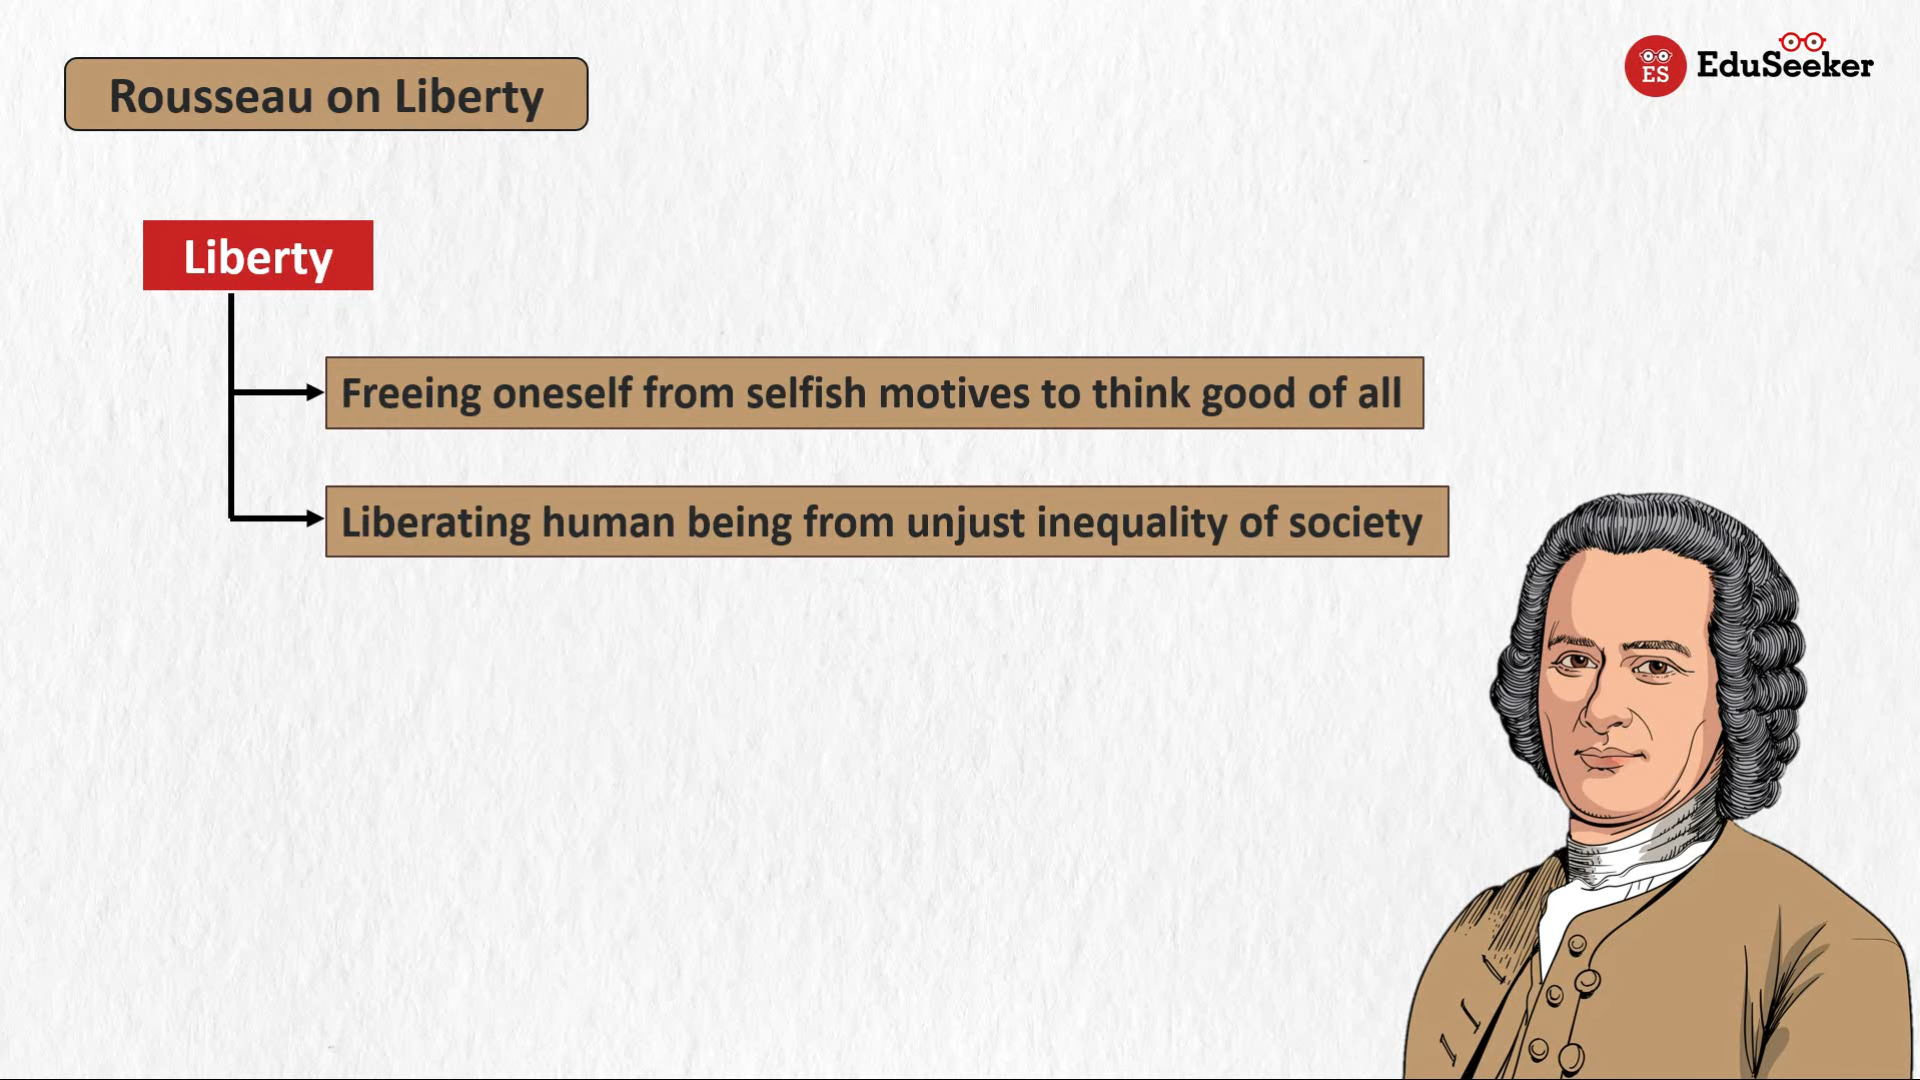 Rousseau on Liberty
ES EduSeeker
Liberty
Freeing oneself from selfish motives to think good of all
Liberating human being from unjust inequality of society